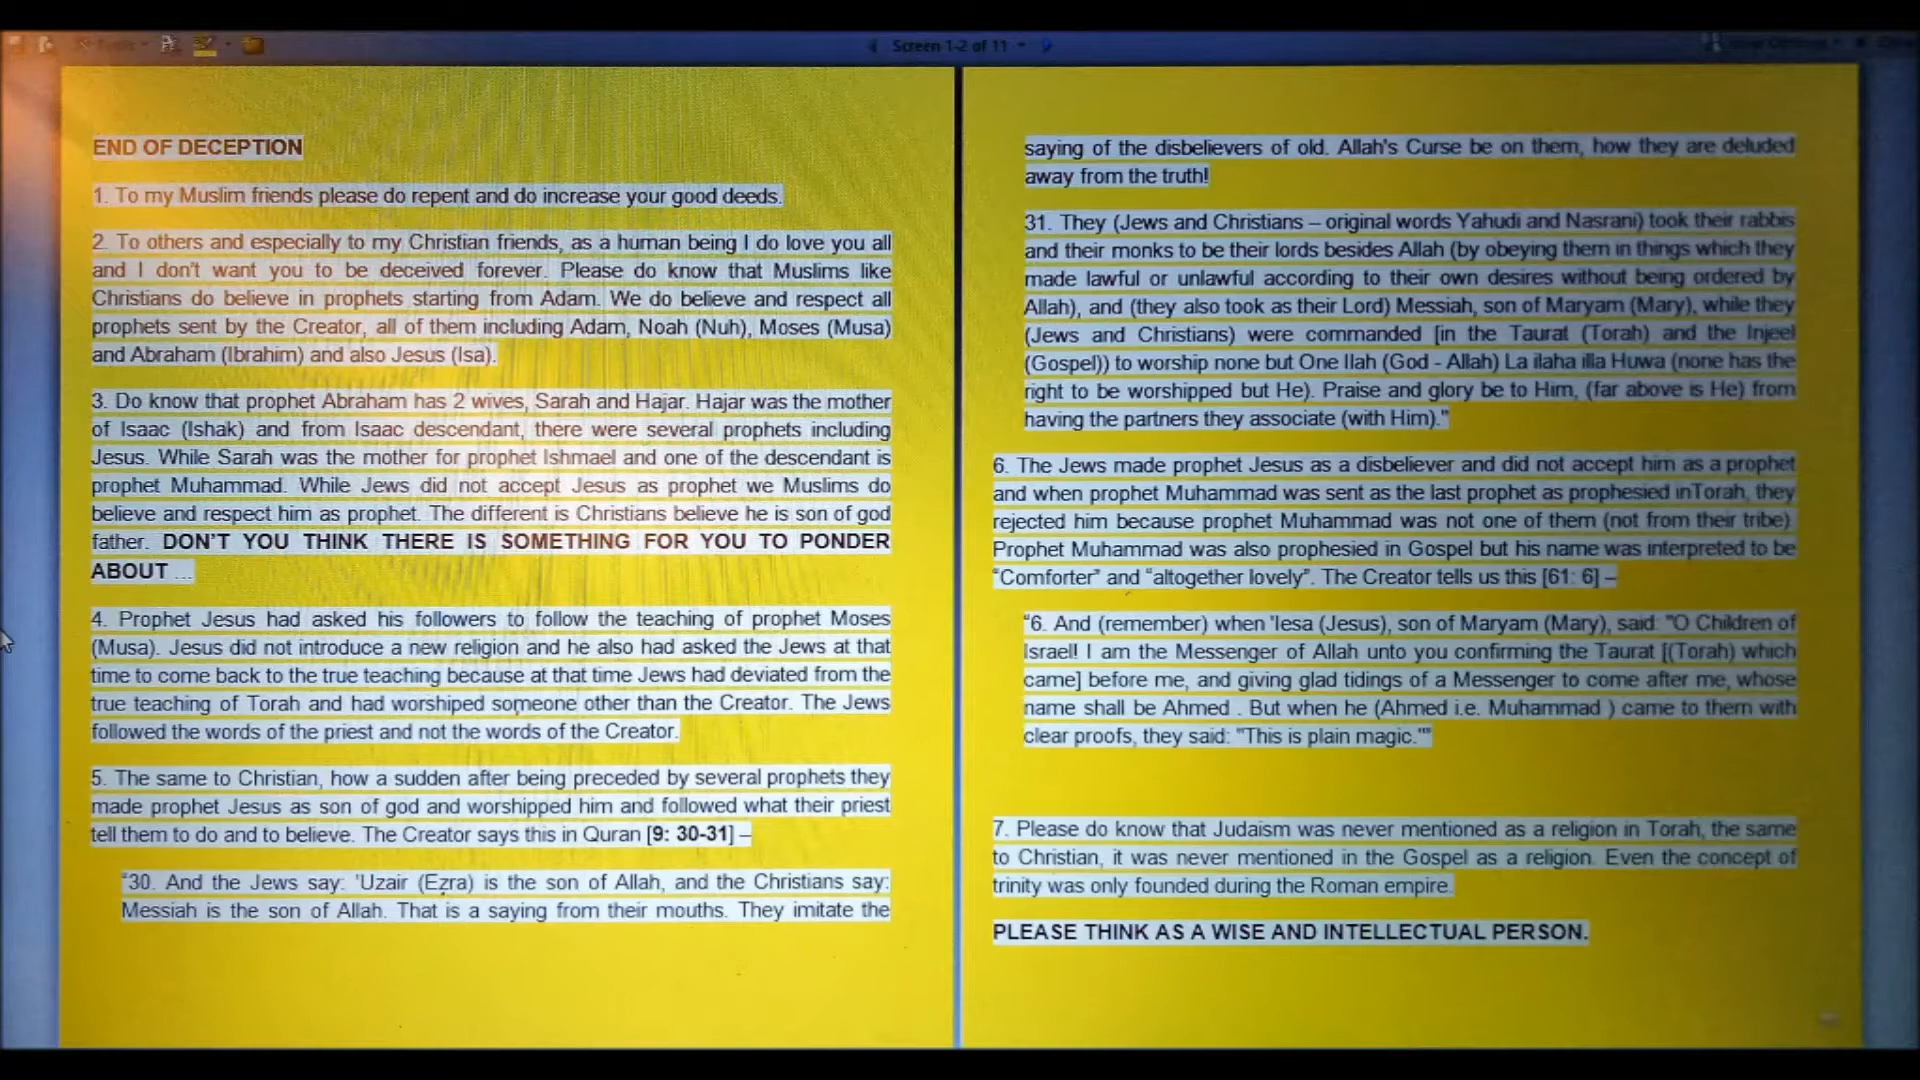 Screen 1-2 of 11
END OF DECEPTION
1. To my Muslim friends please do repent and do increase your good deeds.
2. To others and especially to my Christian friends, as a human being I do love you all
and I don't want you to be deceived forever. Please do know that Muslims like
Christians do believe in prophets starting from Adam. We do believe and respect all
prophets sent by the Creator, all of them including Adam, Noah (Nuh), Moses (Musa)
and Abraham (Ibrahim) and also Jesus (Isa).
3. Do know that prophet Abraham has 2 wives, Sarah and Hajar. Hajar was the mother
of Isaac (Ishak) and from Isaac descendant, there were several prophets including
Jesus. While Sarah was the mother for prophet Ishmael and one of the descendant is
prophet Muhammad. While Jews did not accept Jesus as prophet we Muslims do
believe and respect him as prophet. The different is Christians believe he is son of god
father. DON'T YOU THINK THERE IS SOMETHING FOR YOU TO PONDER
ABOUT ...
4. Prophet Jesus had asked his followers to follow the teaching of prophet Moses
(Musa). Jesus did not introduce a new religion and he also had asked the Jews at that
time to come back to the true teaching because at that time Jews had deviated from the
true teaching of Torah and had worshiped someone other than the Creator. The Jews
followed the words of the priest and not the words of the Creator.
5. The same to Christian, how a sudden after being preceded by several prophets they
made prophet Jesus as son of god and worshipped him and followed what their priest
tell them to do and to believe. The Creator says this in Quran [9: 30-31] –
"30. And the Jews say: 'Uzair (Ezra) is the son of Allah, and the Christians say:
Messiah is the son of Allah. That is a saying from their mouths. They imitate the
saying of the disbelievers of old. Allah's Curse be on them, how they are deluded
away from the truth!
31. They (Jews and Christians – original words Yahudi and Nasrani) took their rabbis
and their monks to be their lords besides Allah (by obeying them in things which they
made lawful or unlawful according to their own desires without being ordered by
Allah), and (they also took as their Lord) Messiah, son of Maryam (Mary), while they
(Jews and Christians) were commanded [in the Taurat (Torah) and the Injeel
(Gospel)) to worship none but One Ilah (God - Allah) La ilaha illa Huwa (none has the
right to be worshipped but He). Praise and glory be to Him, (far above is He) from
having the partners they associate (with Him)."
6. The Jews made prophet Jesus as a disbeliever and did not accept him as a prophet
and when prophet Muhammad was sent as the last prophet as prophesied inTorah, they
rejected him because prophet Muhammad was not one of them (not from their tribe).
Prophet Muhammad was also prophesied in Gospel but his name was interpreted to be
"Comforter" and "altogether lovely". The Creator tells us this [61: 6] –
"6. And (remember) when 'Iesa (Jesus), son of Maryam (Mary), said: "O Children of
Israel! I am the Messenger of Allah unto you confirming the Taurat [(Torah) which
came] before me, and giving glad tidings of a Messenger to come after me, whose
name shall be Ahmed . But when he (Ahmed i.e. Muhammad ) came to them with
clear proofs, they said: "This is plain magic.""
7. Please do know that Judaism was never mentioned as a religion in Torah, the same
to Christian, it was never mentioned in the Gospel as a religion. Even the concept of
trinity was only founded during the Roman empire.
PLEASE THINK AS A WISE AND INTELLECTUAL PERSON.